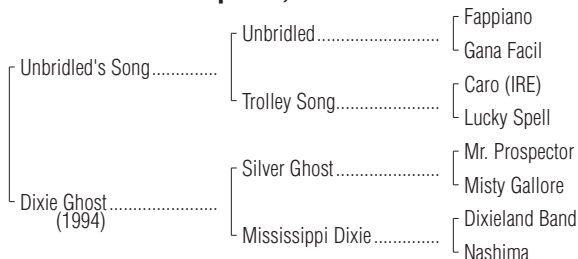 Unbridled..................
Fappiano
Gana Facil
Unbridled's Song.............
Trolley Song...............
Caro (IRE)
Lucky Spell
Silver Ghost................
Mr. Prospector
Misty Gallore
Dixie Ghost.....................
(1994)
Mississippi Dixie............
Dixieland Band
Nashima